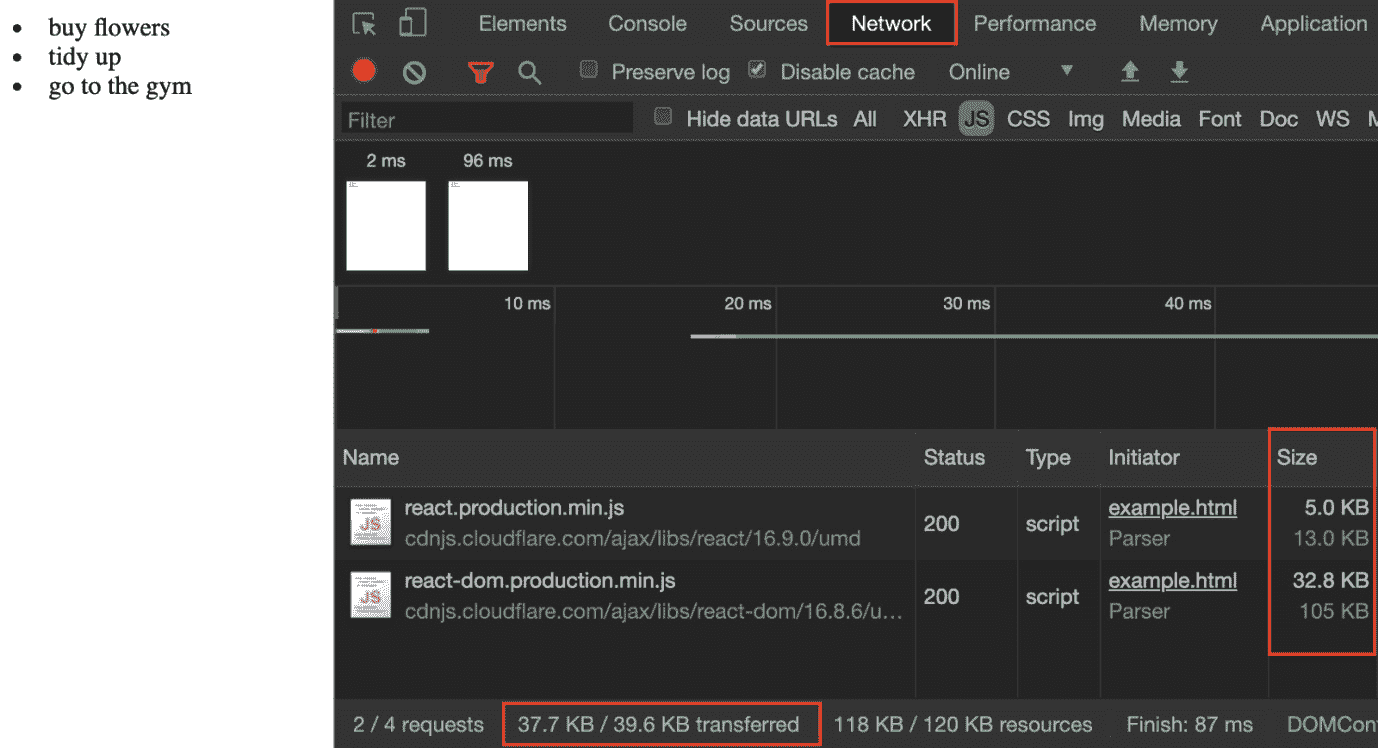 buy flowers
tidy up
go to the gym
Elements Console Sources Network Performance Memory Application
Preserve log Disable cache Online
Filter Hide data URLs All XHR JS CSS Img Media Font Doc WS
2 ms 96 ms
10 ms 20 ms 30 ms 40 ms
Name Status Type Initiator Size
react.production.min.js 200 script example.html 5.0 KB
cdnjs.cloudflare.com/ajax/libs/react/16.9.0/umd Parser 13.0 KB
react-dom.production.min.js 200 script example.html 32.8 KB
cdnjs.cloudflare.com/ajax/libs/react-dom/16.8.6/u... Parser 105 KB
2 / 4 requests 37.7 KB / 39.6 KB transferred 118 KB / 120 KB resources Finish: 87 ms DOMCon